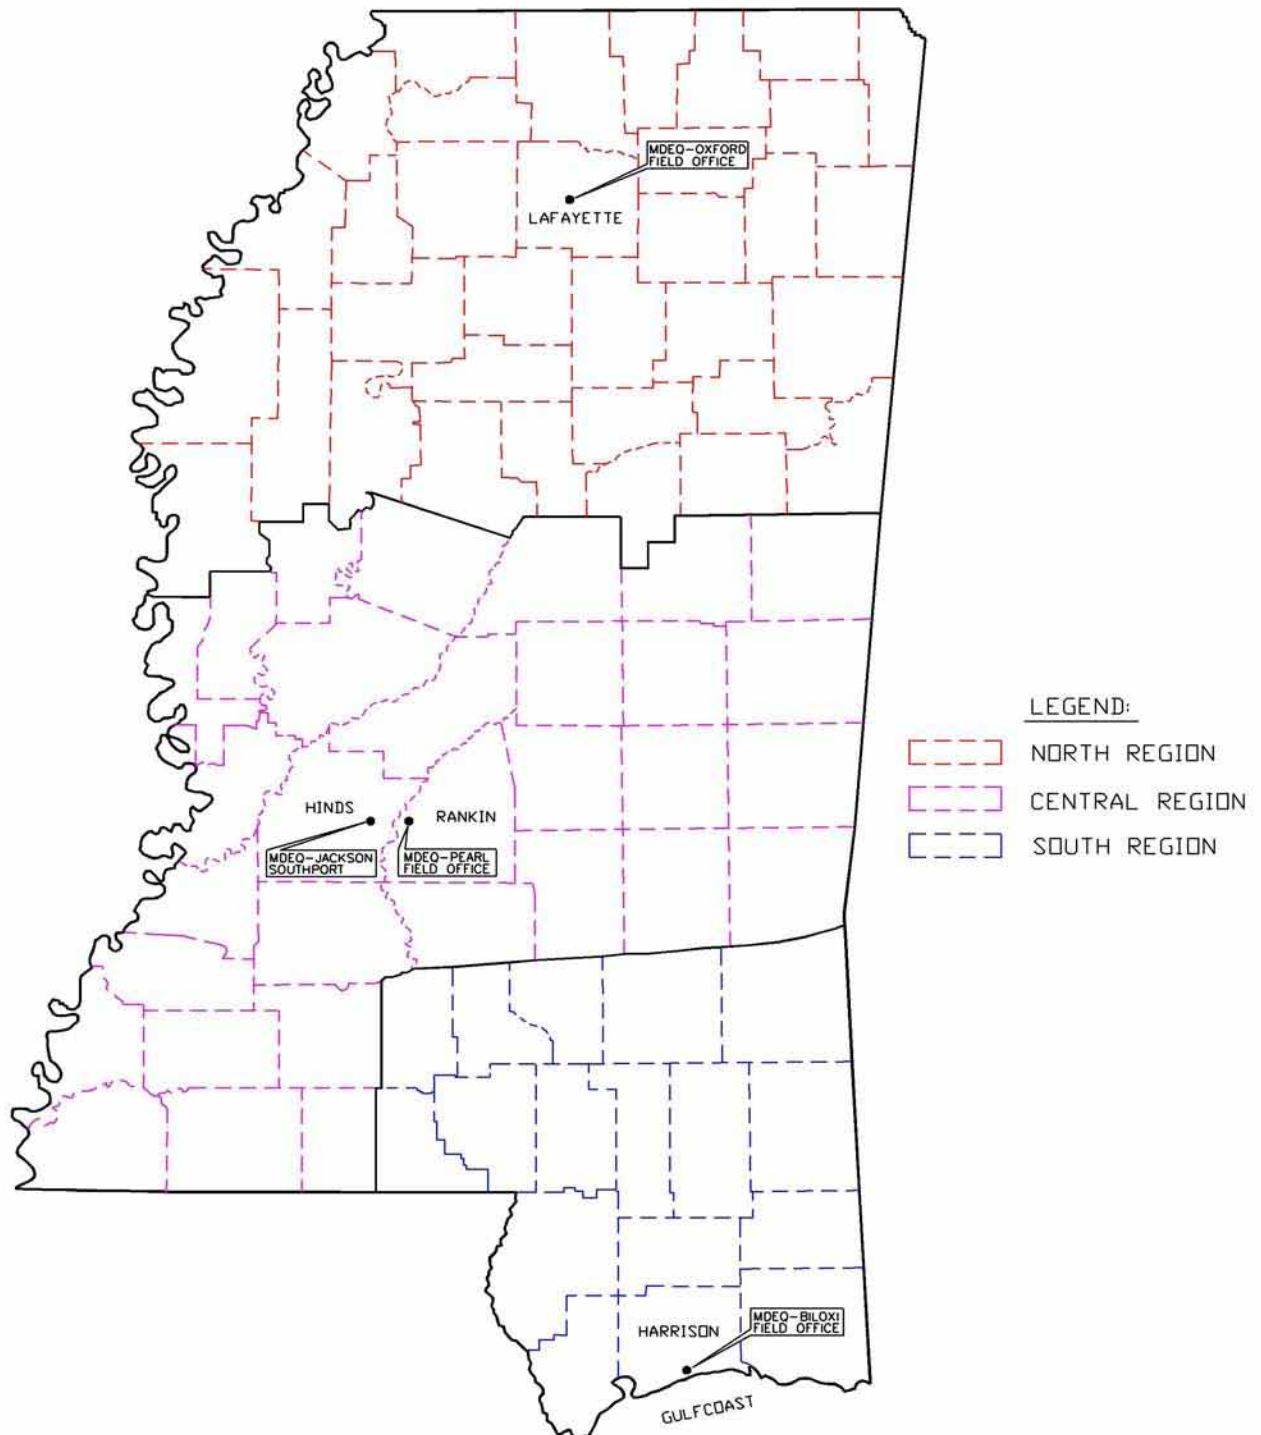 MDEQ-OXFORD
FIELD OFFICE
LAFAYETTE
LEGEND:
NORTH REGION
CENTRAL REGION
SOUTH REGION
HINDS
RANKIN
MDEQ-JACKSON
SOUTHPORT
MDEQ-PEARL
FIELD OFFICE
HARRISON
MDEQ-BILOXI
FIELD OFFICE
GULFCOAST